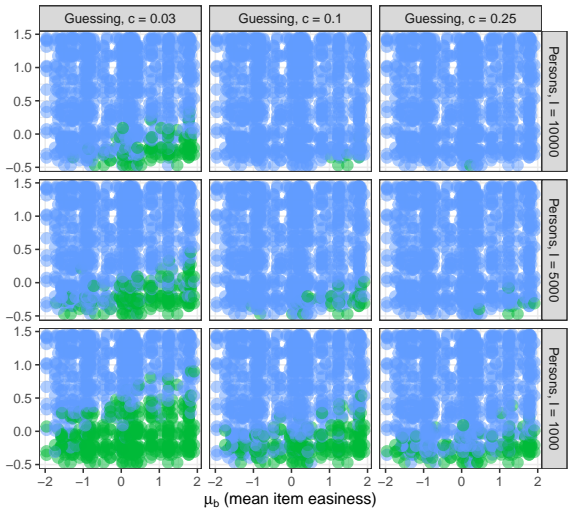 Guessing, c = 0.03 Guessing, c = 0.1 Guessing, c = 0.25
1.5
1.0
0.5
0.0
−0.5
Persons, I = 10000
1.5
1.0
0.5
0.0
−0.5
Persons, I = 5000
1.5
1.0
0.5
0.0
−0.5
Persons, I = 1000
−2 −1 0 1 2 −2 −1 0 1 2 −2 −1 0 1 2
μb (mean item easiness)